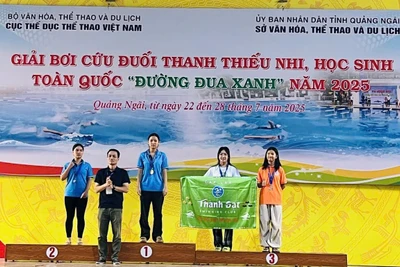 BỘ VĂN HÓA, THỂ THAO VÀ DU LỊCH
CỤC THỂ DỤC THỂ THAO VIỆT NAM
ỦY BAN NHÂN DÂN TỈNH QUẢNG NGÃI
SỞ VĂN HÓA, THỂ THAO VÀ DU LỊCH
GIẢI BƠI CỨU ĐUỐI THANH THIẾU NHI, HỌC SINH
TOÀN QUỐC “ĐƯỜNG ĐUA XANH” NĂM 2025
Quảng Ngãi, từ ngày 22 đến 28 tháng 7 năm 2025
Thanh Sát
2
1
3